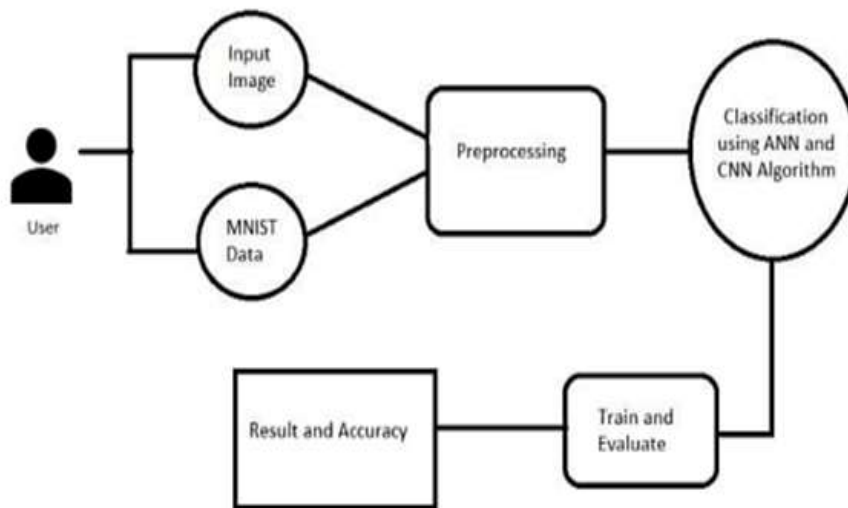 Input
Image
User
MNIST
Data
Preprocessing
Classification
using ANN and
CNN Algorithm
Train and
Evaluate
Result and Accuracy